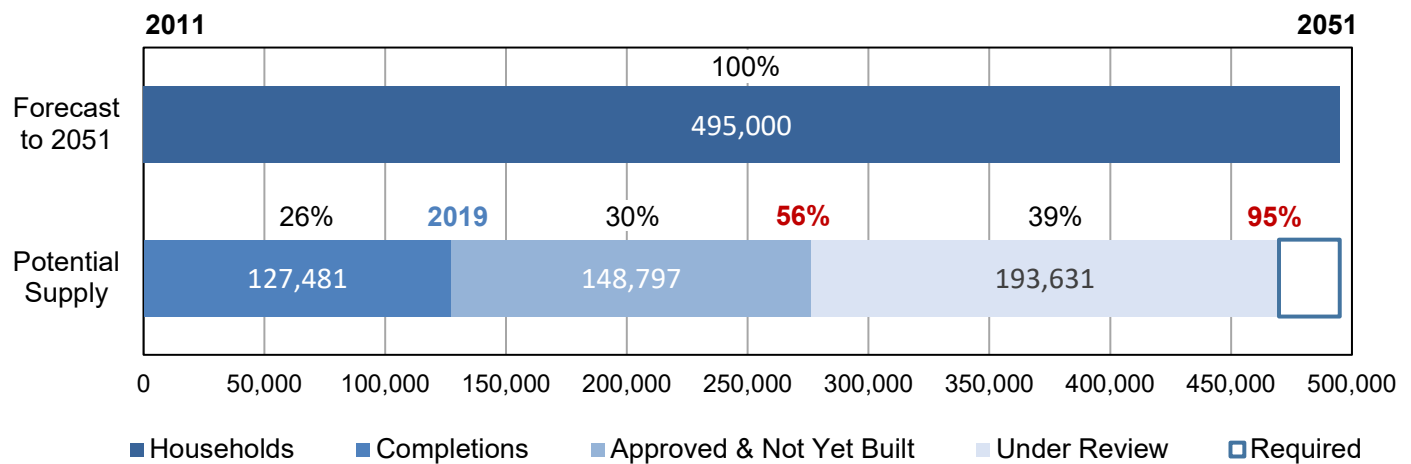 2011 2051
100%
Forecast
to 2051
495,000
26% 2019 30% 56% 39% 95%
Potential
Supply
127,481 148,797 193,631
0 50,000 100,000 150,000 200,000 250,000 300,000 350,000 400,000 450,000 500,000
Households Completions Approved & Not Yet Built Under Review Required